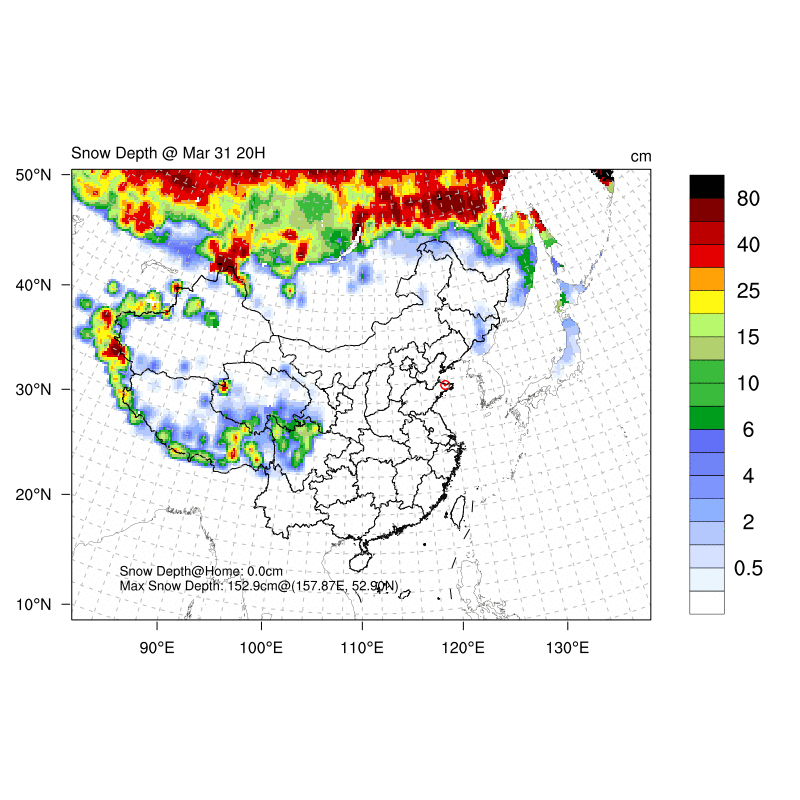 Snow Depth @ Mar 31 20H
cm
50°N
40°N
30°N
20°N
10°N
90°E
100°E
110°E
120°E
130°E
80
40
25
15
10
6
4
2
0.5
Snow Depth@Home: 0.0cm
Max Snow Depth: 152.9cm@(157.87E, 52.90N)